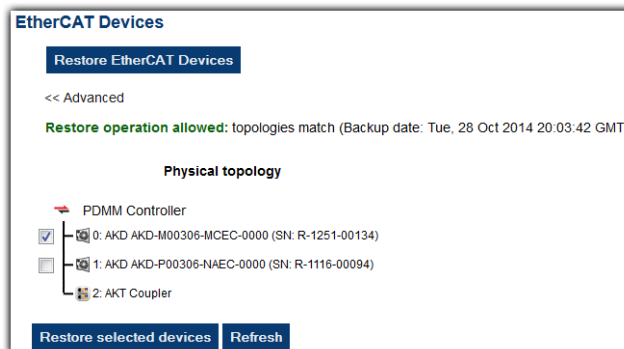 EtherCAT Devices
Restore EtherCAT Devices
<< Advanced
Restore operation allowed: topologies match (Backup date: Tue, 28 Oct 2014 20:03:42 GMT
Physical topology
PDMM Controller
0: AKD AKD-M00306-MCEC-0000 (SN: R-1251-00134)
1: AKD AKD-P00306-NAEC-0000 (SN: R-1116-00094)
2: AKT Coupler
Restore selected devices Refresh